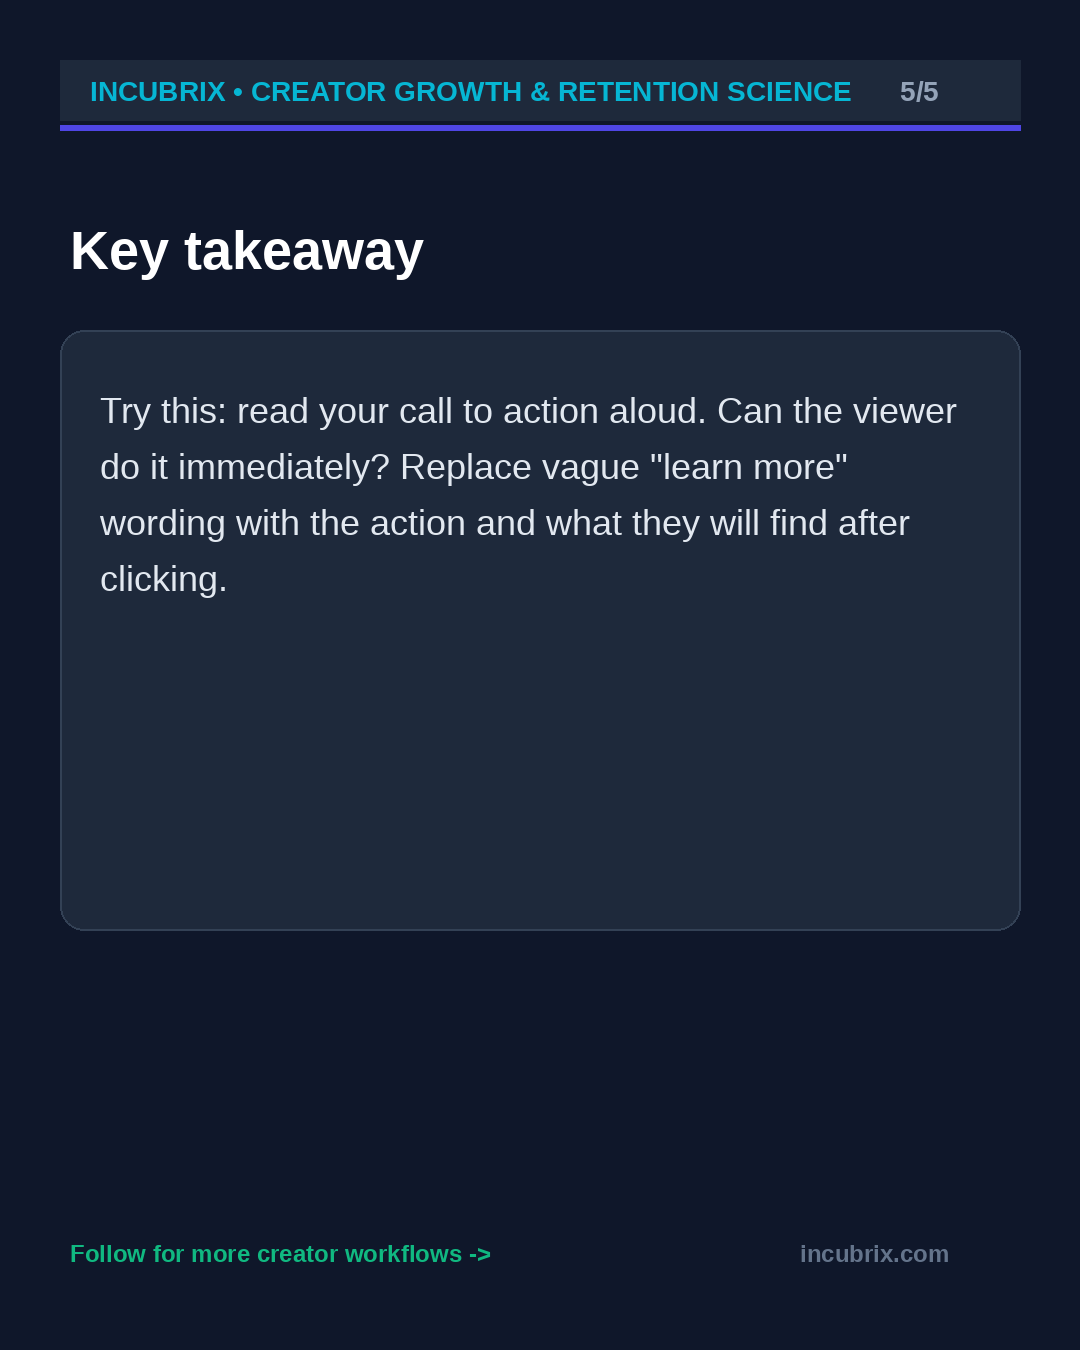 INCUBRIX • CREATOR GROWTH & RETENTION SCIENCE 5/5
Key takeaway
Try this: read your call to action aloud. Can the viewer
do it immediately? Replace vague "learn more"
wording with the action and what they will find after
clicking.
Follow for more creator workflows -> incubrix.com